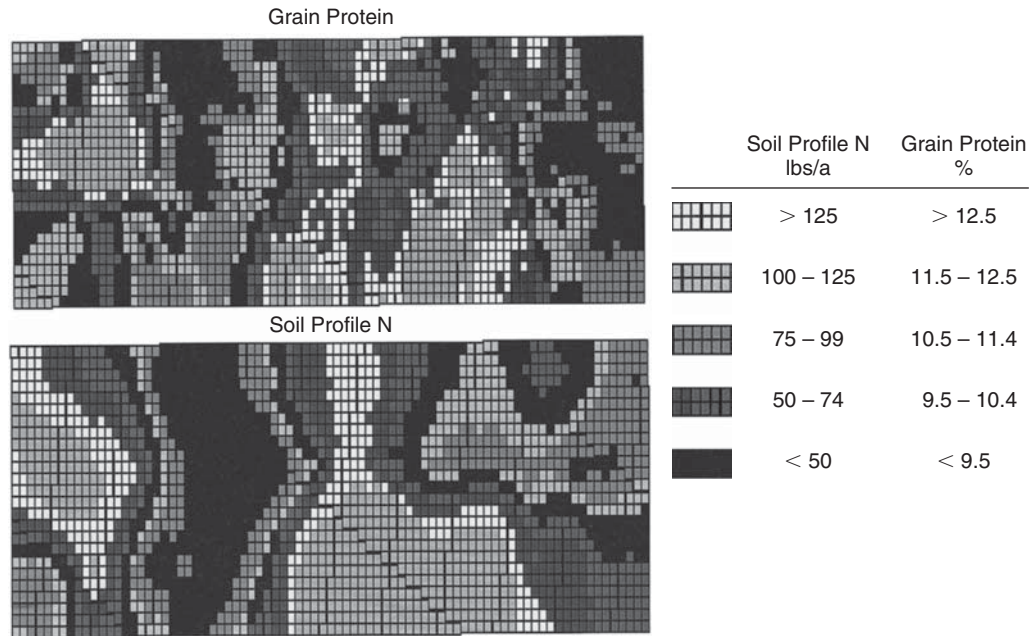 Grain Protein
Soil Profile N
Soil Profile N Grain Protein
lbs/a %
> 125 > 12.5
100 – 125 11.5 – 12.5
75 – 99 10.5 – 11.4
50 – 74 9.5 – 10.4
< 50 < 9.5